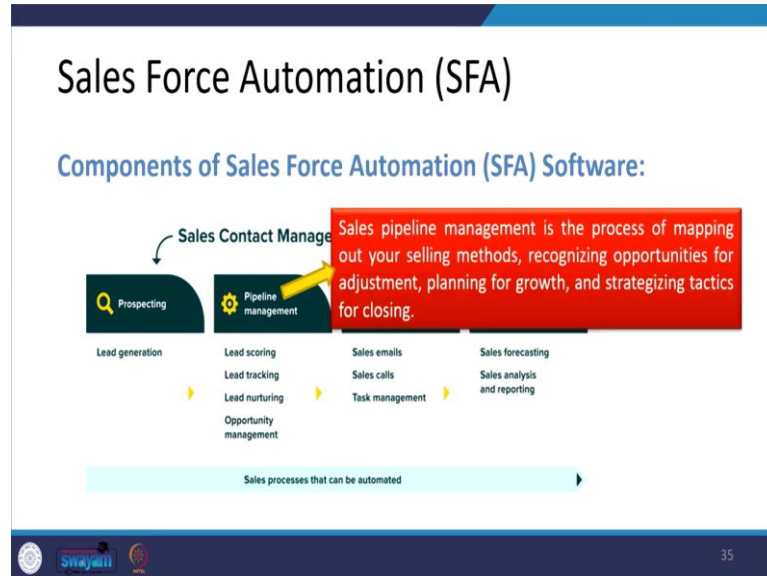 Sales Force Automation (SFA)
Components of Sales Force Automation (SFA) Software:
Sales Contact Manage
Sales pipeline management is the process of mapping
out your selling methods, recognizing opportunities for
adjustment, planning for growth, and strategizing tactics
for closing.
Prospecting
Pipeline
management
Lead generation
Lead scoring
Lead tracking
Lead nurturing
Opportunity
management
Sales emails
Sales calls
Task management
Sales forecasting
Sales analysis
and reporting
Sales processes that can be automated
swayam
35